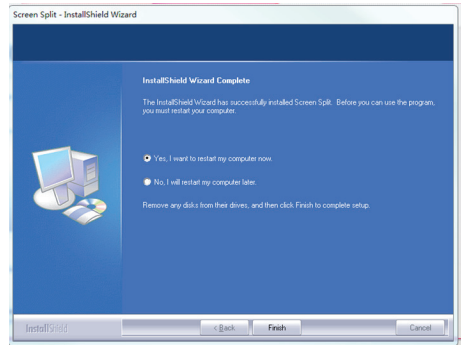 Screen Split - InstallShield Wizard
InstallShield Wizard Complete
The InstallShield Wizard has successfully installed Screen Split. Before you can use the program,
you must restart your computer.
Yes, I want to restart my computer now.
No, I will restart my computer later.
Remove any disks from their drives, and then click Finish to complete setup.
InstallShield
< Back
Finish
Cancel